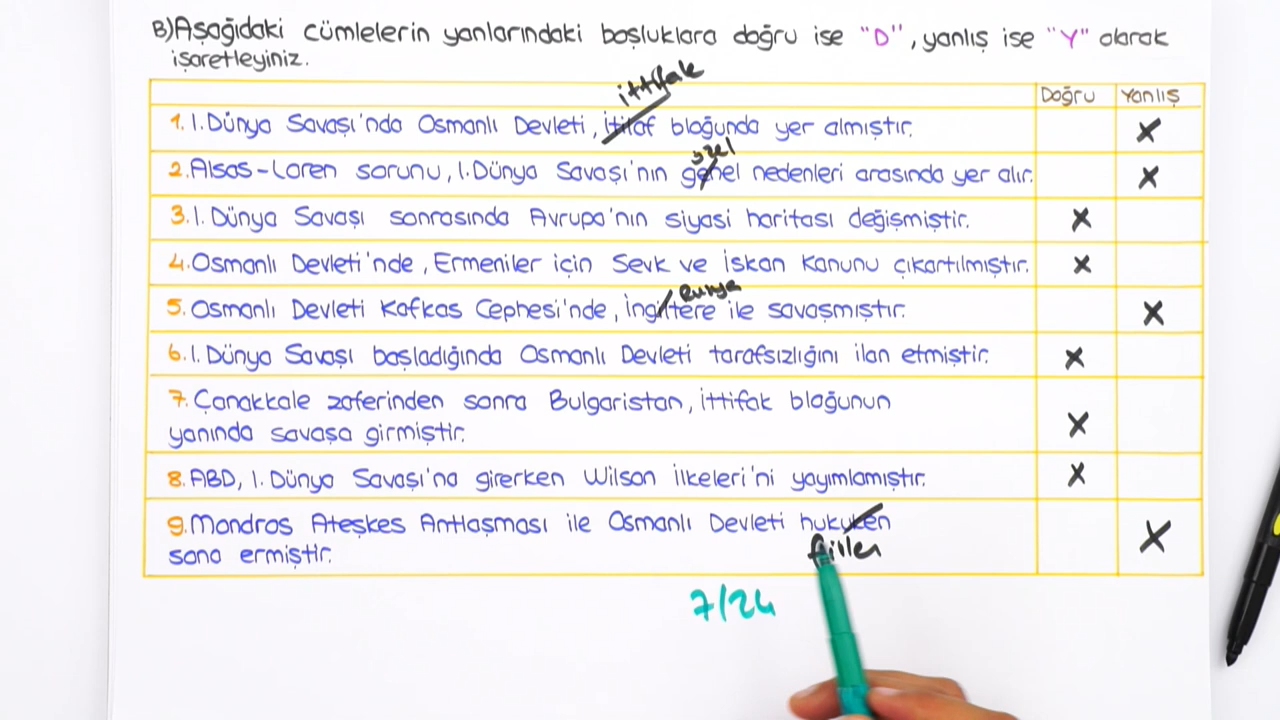 B)Aşağıdaki cümlelerin yanlarındaki boşluklara doğru ise "D", yanlış ise "Y" olarak
işaretleyiniz.
Doğru Yanlış
ittifak
1. I. Dünya Savaşı'nda Osmanlı Devleti, İtilaf bloğunda yer almıştır. X
özel
2. Alsas-Loren sorunu, I. Dünya Savaşı'nın genel nedenleri arasında yer alır. X
3. I. Dünya Savaşı sonrasında Avrupa'nın siyasi haritası değişmiştir. X
4. Osmanlı Devleti'nde, Ermeniler için Sevk ve İskan Kanunu çıkartılmıştır. X
Rusya
5. Osmanlı Devleti Kafkas Cephesi'nde, İngiltere ile savaşmıştır. X
6. I. Dünya Savaşı başladığında Osmanlı Devleti tarafsızlığını ilan etmiştir. X
7. Çanakkale zaferinden sonra Bulgaristan, İttifak bloğunun
yanında savaşa girmiştir. X
8. ABD, I. Dünya Savaşı'na girerken Wilson İlkeleri'ni yayımlamıştır. X
9. Mondros Ateşkes Antlaşması ile Osmanlı Devleti hukuken
sona ermiştir. X
7/24